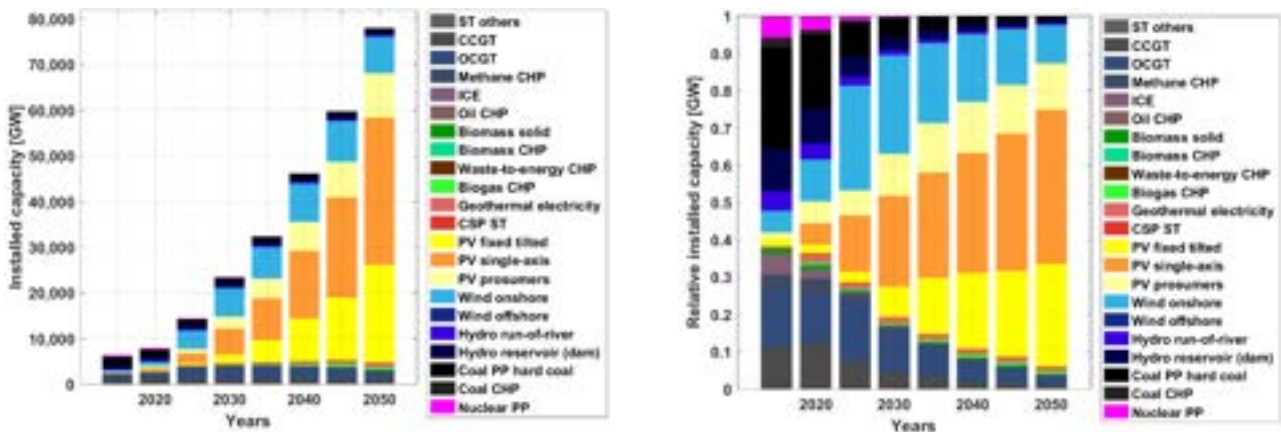 Installed capacity [GW]
80,000
70,000
60,000
50,000
40,000
30,000
20,000
10,000
0
2020
2030
2040
2050
Years
ST others
CCGT
OCGT
Methane CHP
ICE
Oil CHP
Biomass solid
Biomass CHP
Waste-to-energy CHP
Biogas CHP
Geothermal electricity
CSP ST
PV fixed tilted
PV single-axis
PV prosumers
Wind onshore
Wind offshore
Hydro run-of-river
Hydro reservoir (dam)
Coal PP hard coal
Coal CHP
Nuclear PP
Relative installed capacity [GW]
1
0.9
0.8
0.7
0.6
0.5
0.4
0.3
0.2
0.1
0
2020
2030
2040
2050
Years
ST others
CCGT
OCGT
Methane CHP
ICE
Oil CHP
Biomass solid
Biomass CHP
Waste-to-energy CHP
Biogas CHP
Geothermal electricity
CSP ST
PV fixed tilted
PV single-axis
PV prosumers
Wind onshore
Wind offshore
Hydro run-of-river
Hydro reservoir (dam)
Coal PP hard coal
Coal CHP
Nuclear PP